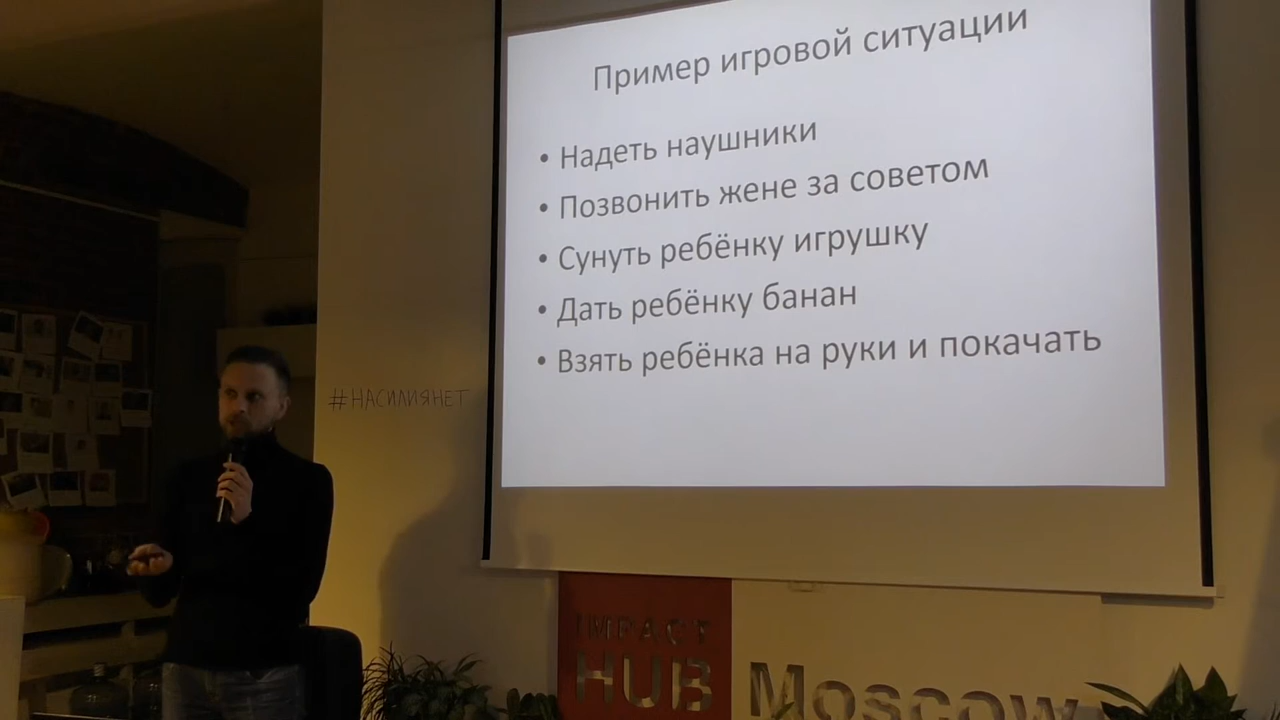 Пример игровой ситуации
• Надеть наушники
• Позвонить жене за советом
• Сунуть ребёнку игрушку
• Дать ребёнку банан
• Взять ребёнка на руки и покачать
#НАСИЛИЯНЕТ
IMPACT
HUB
Moscow